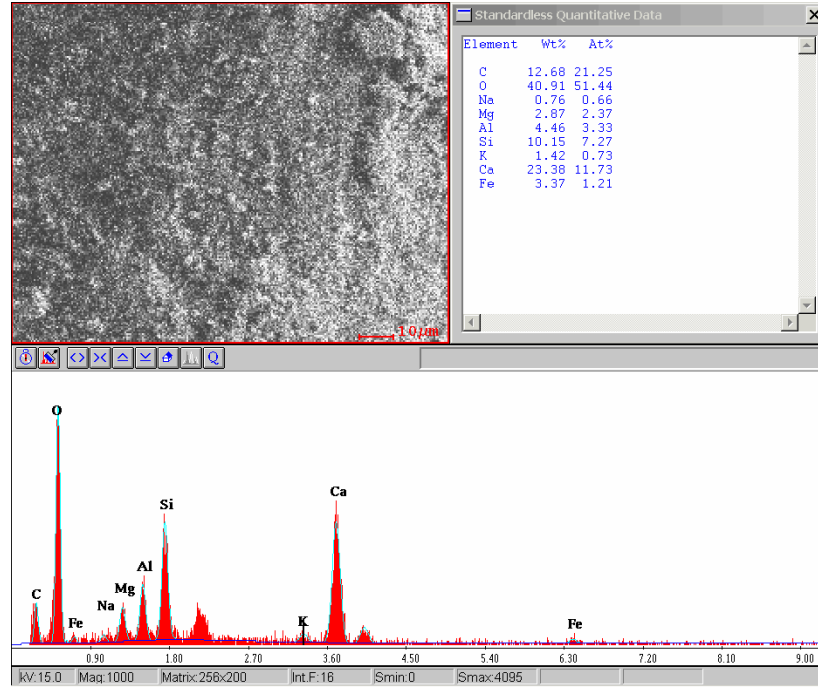 Standardless Quantitative Data
Element Wt% At%
C 12.68 21.25
O 40.91 51.44
Na 0.76 0.66
Mg 2.87 2.37
Al 4.46 3.33
Si 10.15 7.27
K 1.42 0.73
Ca 23.38 11.73
Fe 3.37 1.21
10µm
Q
O
Ca
Si
Al
Mg
C
Na
Fe
K
Fe
0.90 1.80 2.70 3.60 4.50 5.40 6.30 7.20 8.10 9.00
kV:15.0 Mag:1000 Matrix:256x200 Int.F:16 Smin:0 Smax:4095